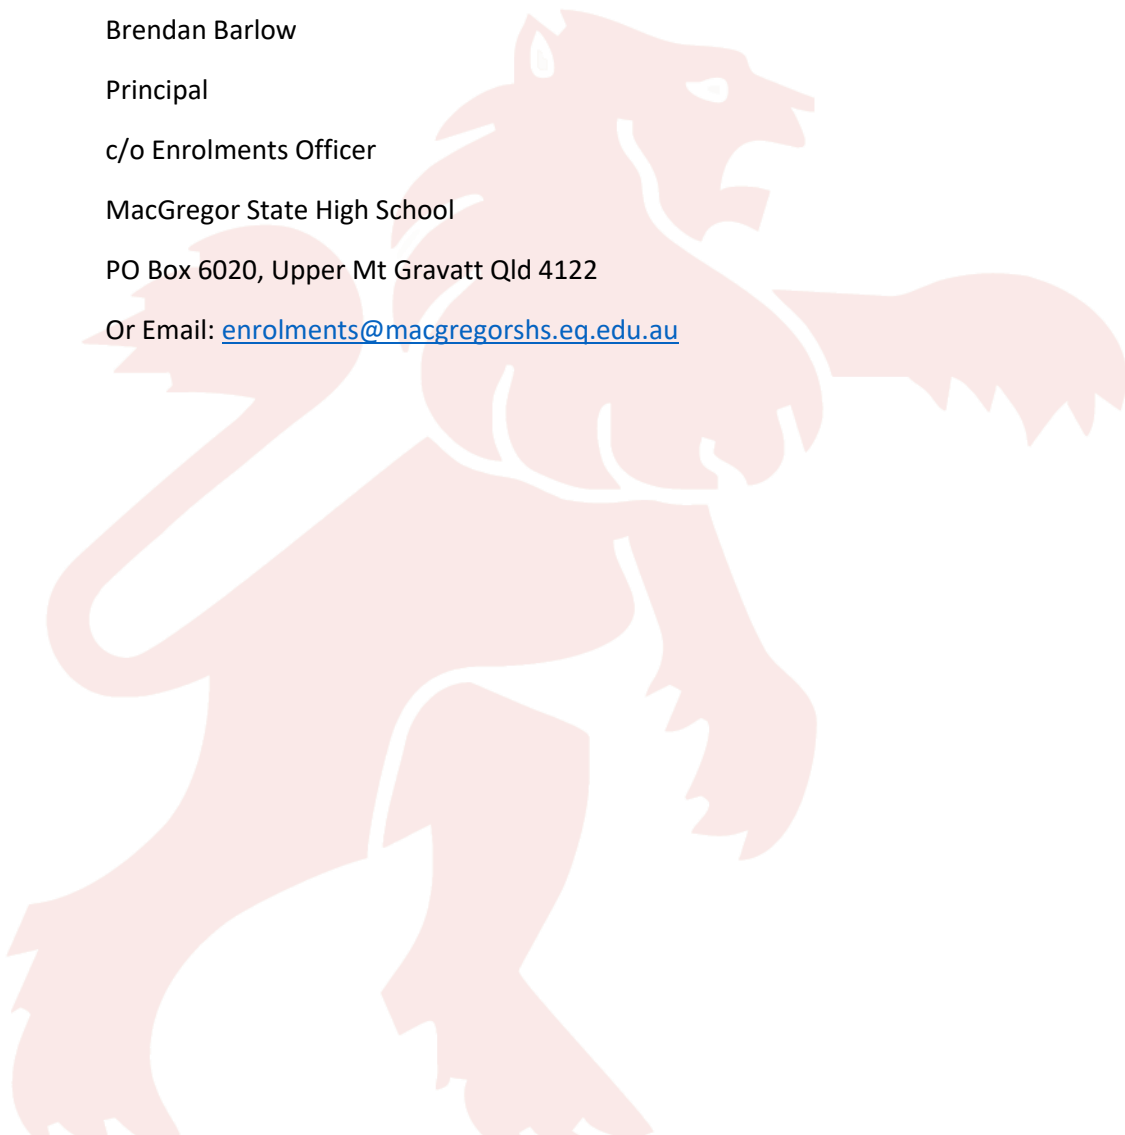 Brendan Barlow
Principal
c/o Enrolments Officer
MacGregor State High School
PO Box 6020, Upper Mt Gravatt Qld 4122
Or Email: enrolments@macgregorshs.eq.edu.au